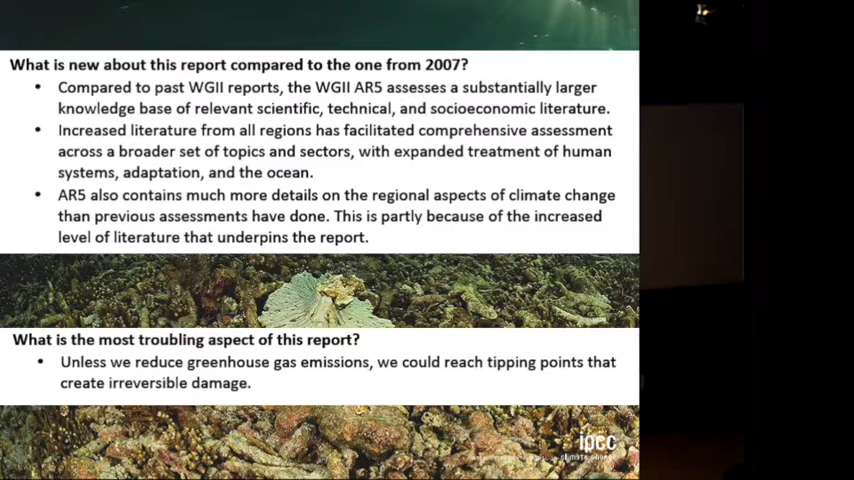 What is new about this report compared to the one from 2007?
• Compared to past WGII reports, the WGII AR5 assesses a substantially larger
knowledge base of relevant scientific, technical, and socioeconomic literature.
• Increased literature from all regions has facilitated comprehensive assessment
across a broader set of topics and sectors, with expanded treatment of human
systems, adaptation, and the ocean.
• AR5 also contains much more details on the regional aspects of climate change
than previous assessments have done. This is partly because of the increased
level of literature that underpins the report.
What is the most troubling aspect of this report?
• Unless we reduce greenhouse gas emissions, we could reach tipping points that
create irreversible damage.
ipcc
climate change